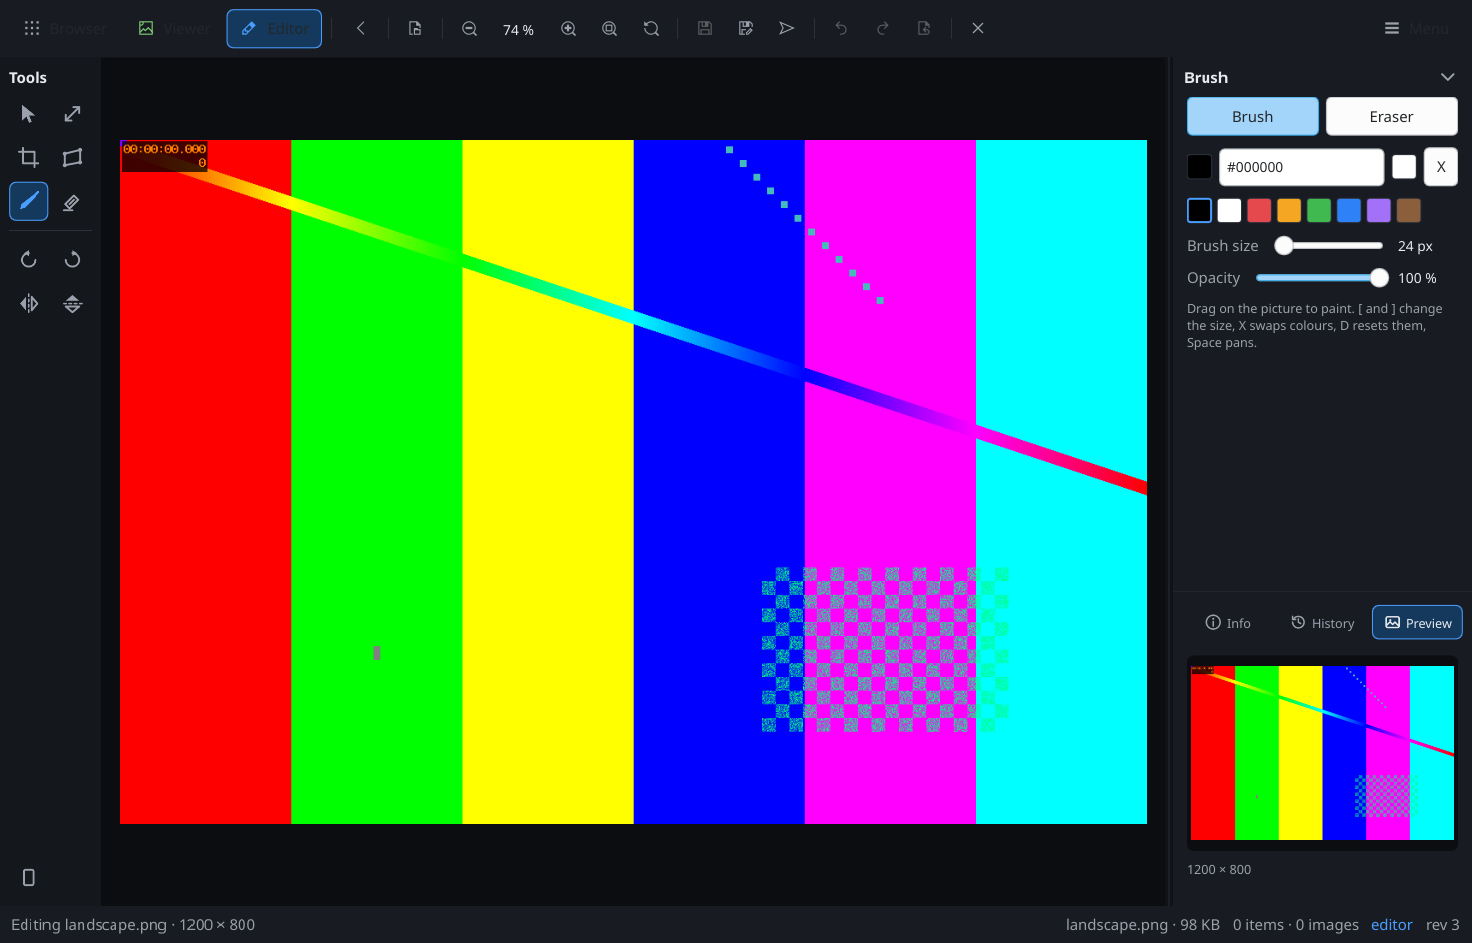 Browser Viewer Editor 74 % Menu
Tools
Brush
Brush Eraser
#000000 X
Brush size 24 px
Opacity 100 %
Drag on the picture to paint. [ and ] change
the size, X swaps colours, D resets them,
Space pans.
00:00:00.000
0
Info History Preview
1200 × 800
Editing landscape.png · 1200 × 800
landscape.png · 98 KB 0 items · 0 images editor rev 3